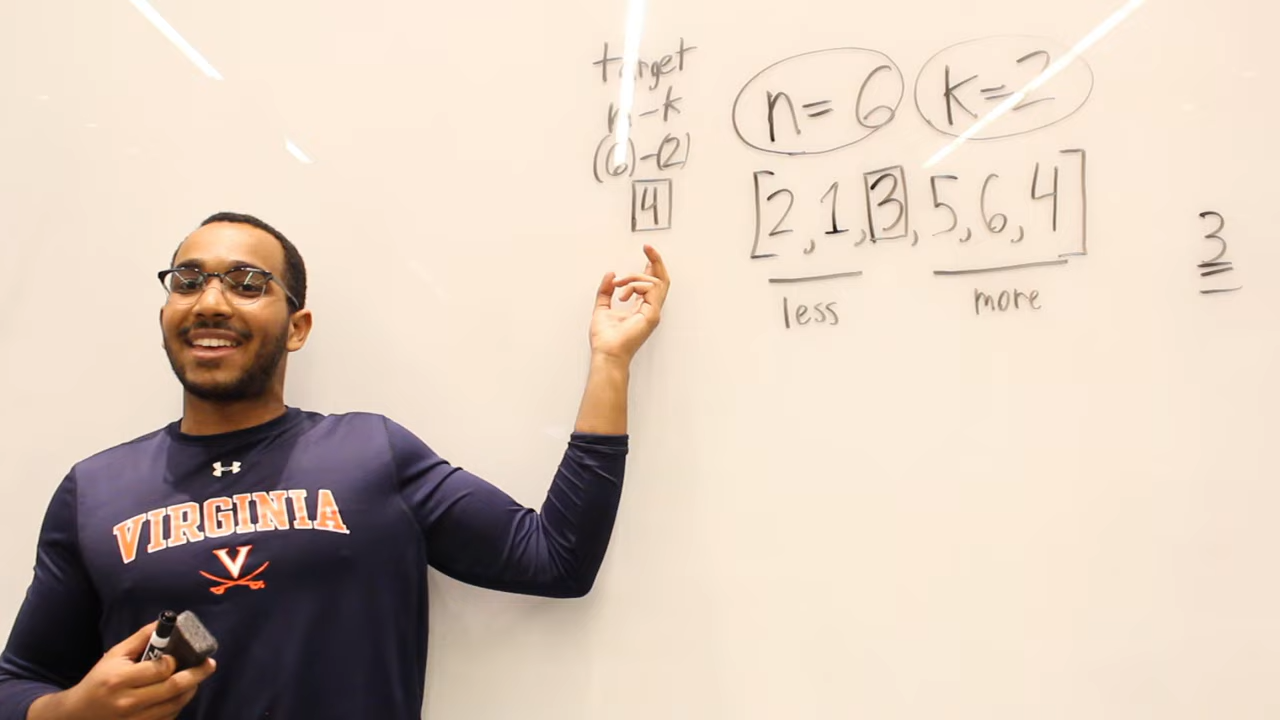 target
n-k
(6)-(2)
4
n=6 k=2
[2,1,3,5,6,4]
less more
3
VIRGINIA
V